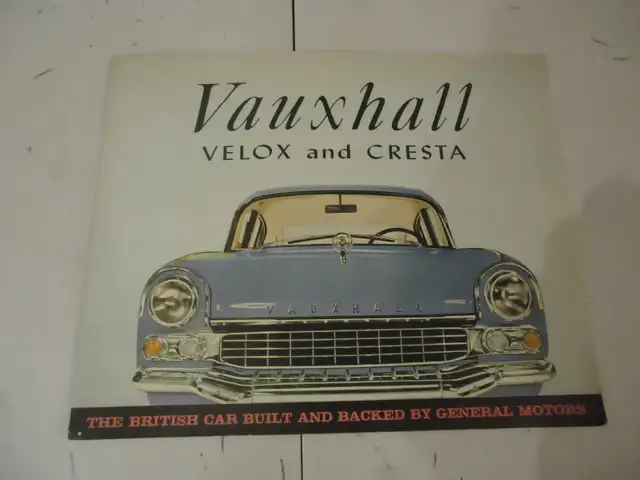 Vauxhall
VELOX and CRESTA
VAUXHALL
THE BRITISH CAR BUILT AND BACKED BY GENERAL MOTORS